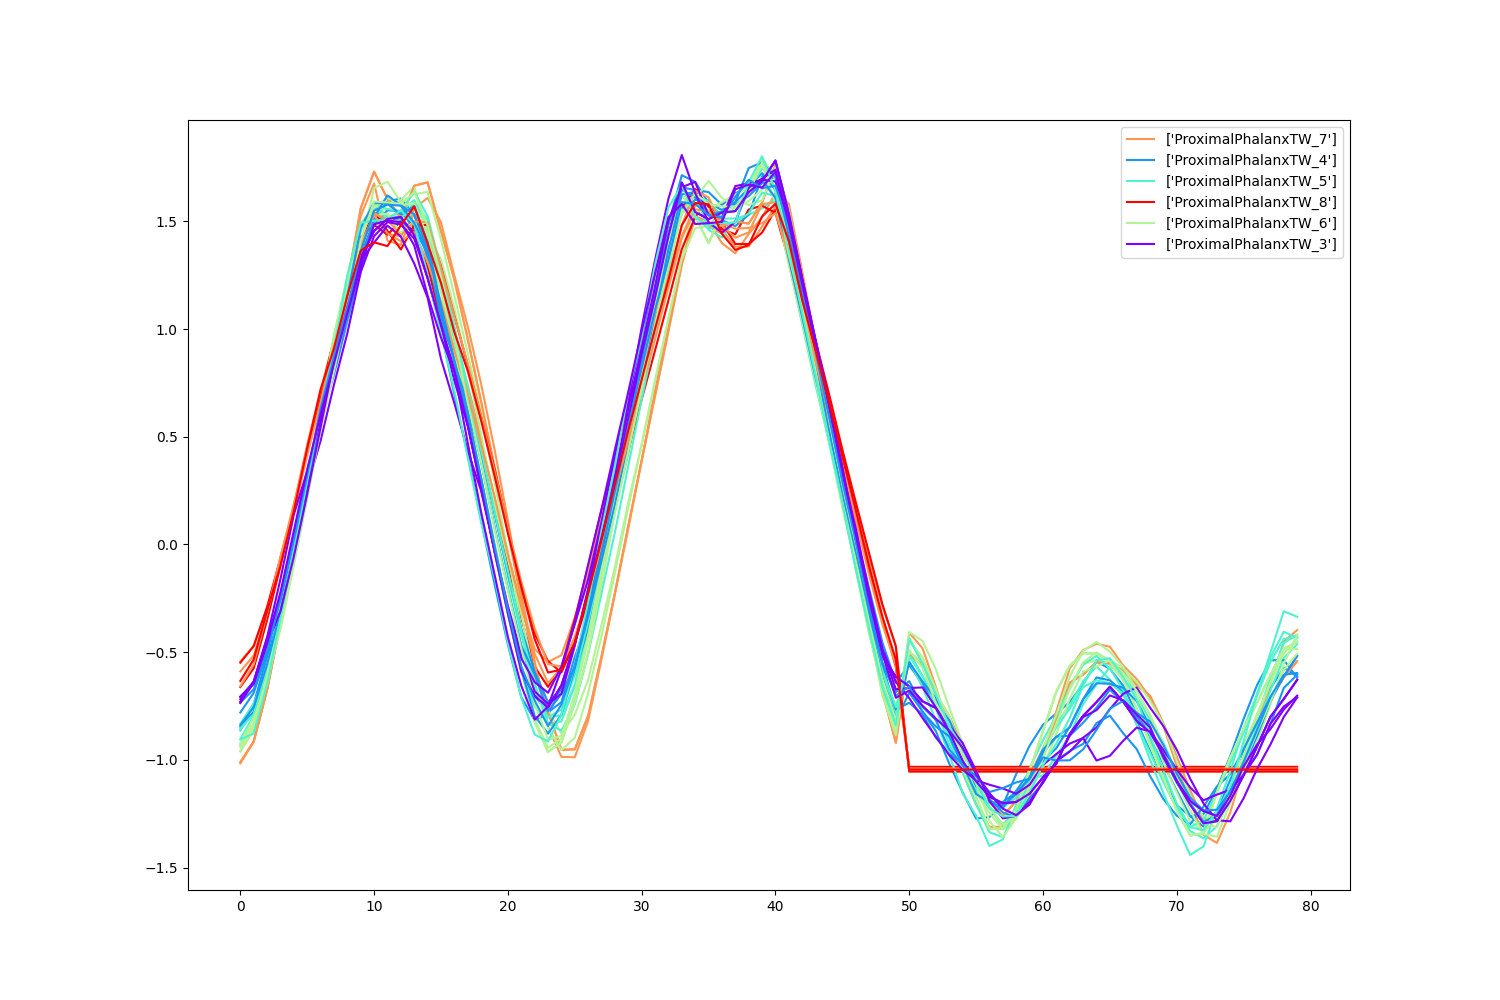 ['ProximalPhalanxTW_7']
['ProximalPhalanxTW_4']
['ProximalPhalanxTW_5']
['ProximalPhalanxTW_8']
['ProximalPhalanxTW_6']
['ProximalPhalanxTW_3']
1.5
1.0
0.5
0.0
−0.5
−1.0
−1.5
0 10 20 30 40 50 60 70 80